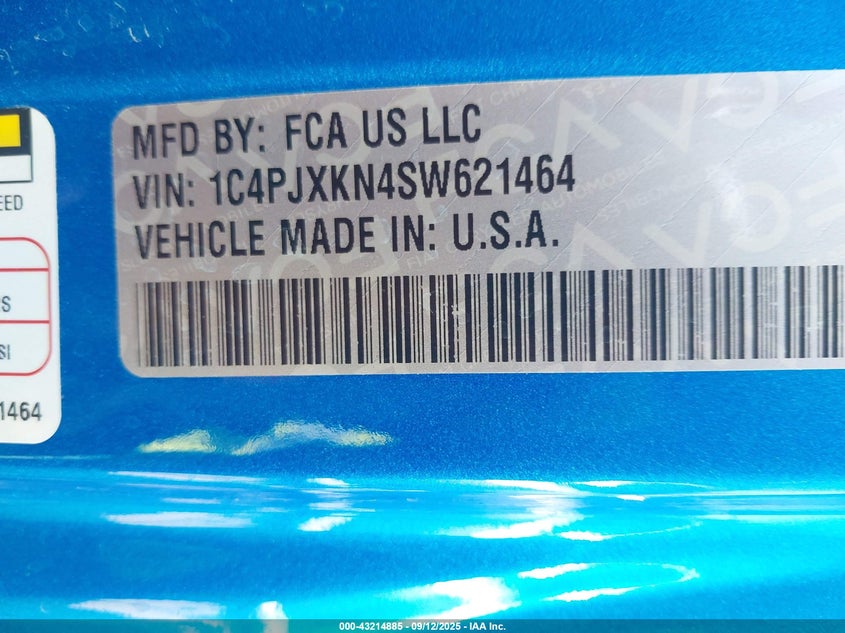 MFD BY: FCA US LLC
VIN: 1C4PJXKN4SW621464
VEHICLE MADE IN: U.S.A.
EED
PS
SI
1464
000-43214885 - 09/12/2025 - IAA Inc.